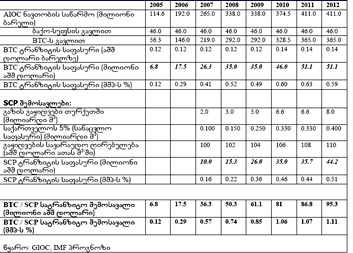 2005 2006 2007 2008 2009 2010 2011 2012
AIOC ნავთობის საწარმო (მილიონი ბარელი) 114.6 192.0 265.0 338.0 338.0 374.5 411.0 411.0
ბაქო-სუფსის გავლით 46.0 46.0 46.0 46.0 46.0 46.0 46.0 46.0
BTC-ს გავლით 56.3 146.0 219.0 292.0 292.0 328.5 365.0 365.0
BTC ტრანზიტის საფასური (აშშ დოლარი ბარელზე) 0.12 0.12 0.12 0.12 0.12 0.14 0.14 0.14
BTC ტრანზიტის საფასური (მილიონი აშშ დოლარი) 6.8 17.5 26.3 35.0 35.0 46.0 51.1 51.1
BTC ტრანზიტის საფასური (მშპ-ს %) 0.12 0.29 0.41 0.52 0.49 0.60 0.63 0.59
SCP შემოსავლები:
გაზის გაყიდვები თურქეთში (მილიარდი მ³) 2.0 3.0 5.0 6.6 6.6 8.0
საქართველოს 5% (სანაცვლო საფასური) (მილიარდი მ³) 0.100 0.150 0.250 0.330 0.330 0.400
გაყიდვების სავარაუდო ღირებულება (აშშ დოლარი ათას მ³ში) 100 102 104 106 108 110
SCP ტრანზიტის საფასური (მილიონი აშშ დოლარი) 10.0 15.3 26.0 35.0 35.7 44.2
SCP ტრანზიტის საფასური (მშპ-ს %) 0.16 0.22 0.36 0.44 0.46 0.51
BTC / SCP სატრანზიტო შემოსავალი (მილიონი აშშ დოლარი) 6.8 17.5 36.3 50.3 61.1 81 86.8 95.3
BTC / SCP სატრანზიტო შემოსავალი (მშპ-ს %) 0.12 0.29 0.57 0.74 0.85 1.06 1.07 1.11
წყარო: GIOC, IMF პროგნოზი